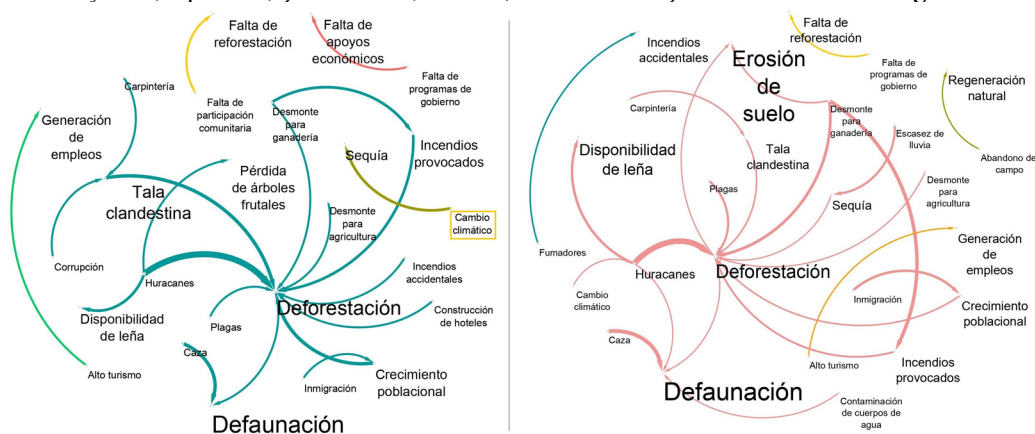 Falta de
reforestación
Falta de
apoyos
económicos
Falta de
programas de
gobierno
Carpintería
Generación
de
empleos
Falta de
participación
comunitaria
Desmonte
para
ganadería
Sequía
Incendios
provocados
Pérdida
de árboles
frutales
Tala
clandestina
Desmonte
para
agricultura
Cambio
climático
Corrupción
Huracanes
Incendios
accidentales
Deforestación
Disponibilidad
de leña
Plagas
Construcción
de hoteles
Caza
Alto turismo
Inmigración
Crecimiento
poblacional
Defaunación
Falta de
reforestación
Incendios
accidentales
Erosión
de
suelo
Falta de
programas de
gobierno
Regeneración
natural
Carpintería
Desmonte
para
ganadería
Escasez de
lluvia
Disponibilidad
de leña
Tala
clandestina
Abandono de
campo
Plagas
Sequía
Desmonte
para
agricultura
Fumadores
Huracanes
Deforestación
Generación
de
empleos
Cambio
climático
Inmigración
Crecimiento
poblacional
Caza
Alto turismo
Incendios
provocados
Defaunación
Contaminación
de cuerpos de
agua